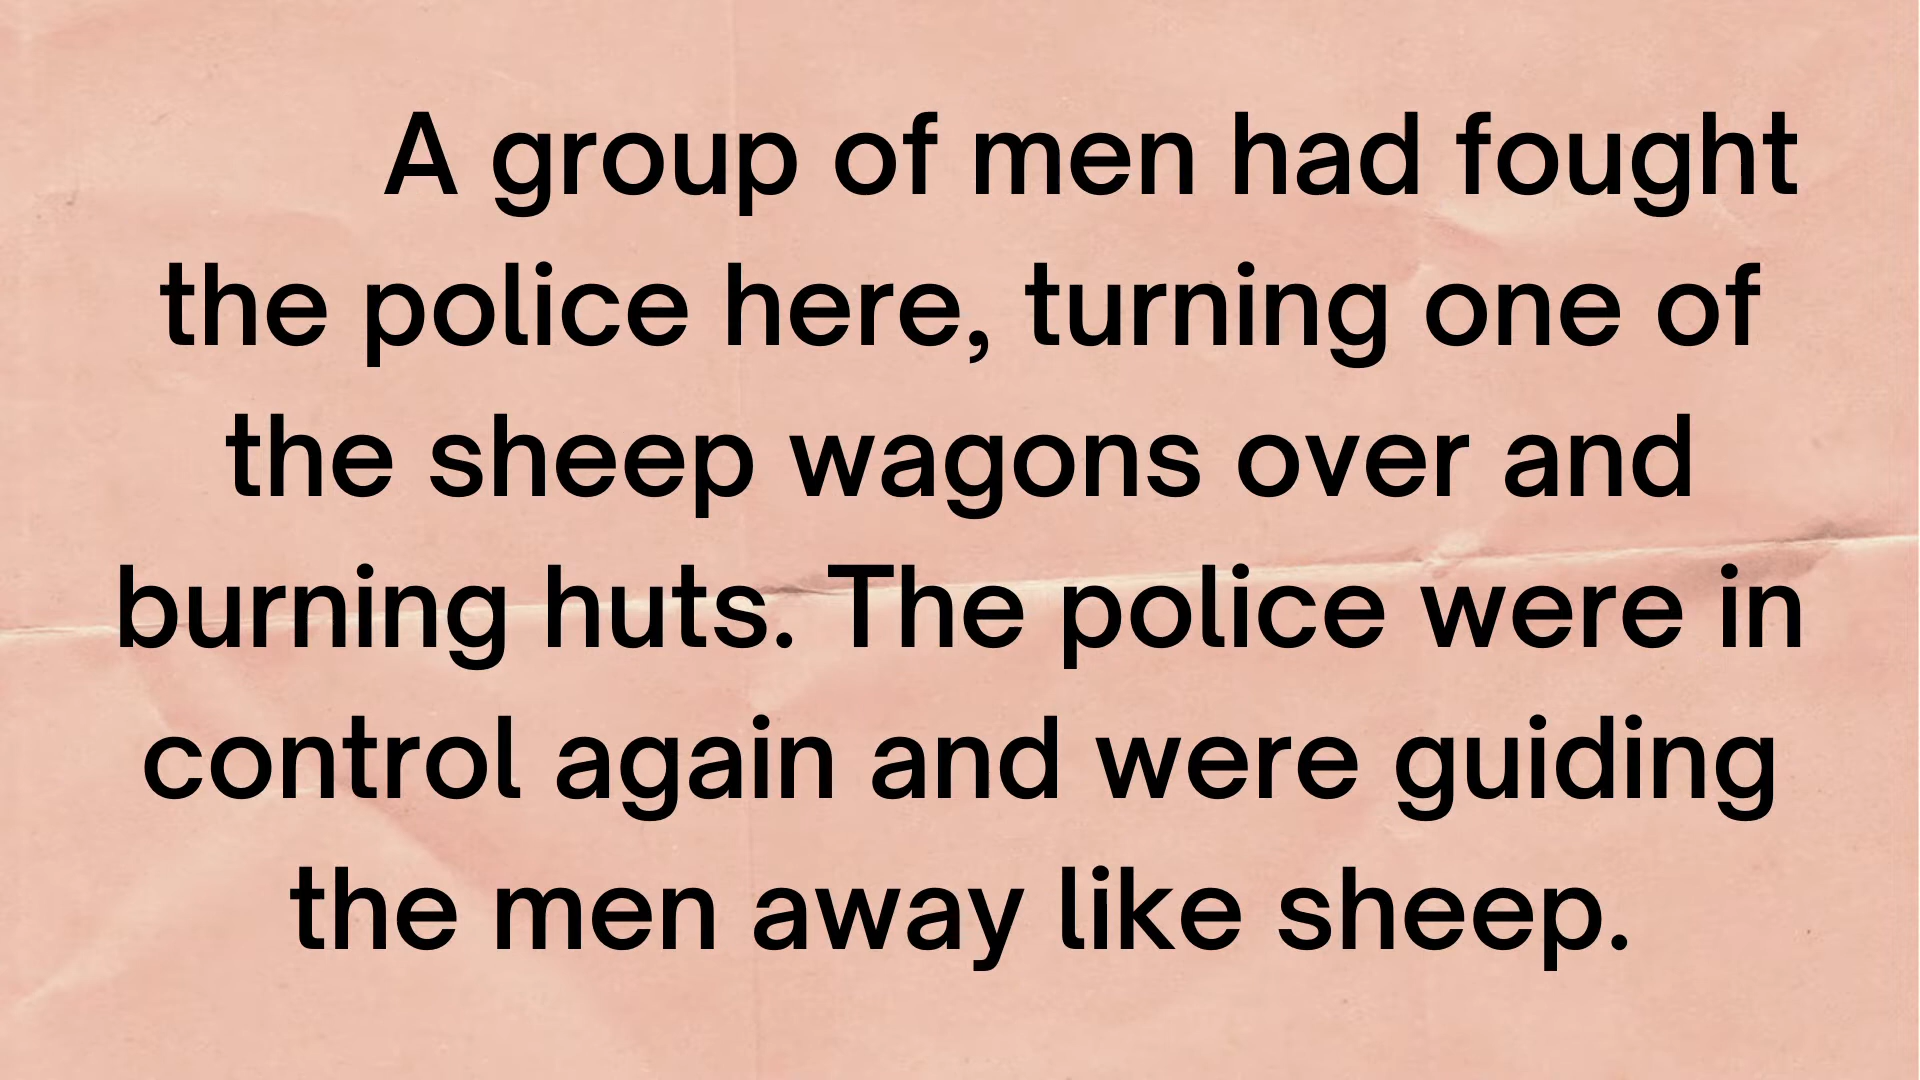 A group of men had fought
the police here, turning one of
the sheep wagons over and
burning huts. The police were in
control again and were guiding
the men away like sheep.